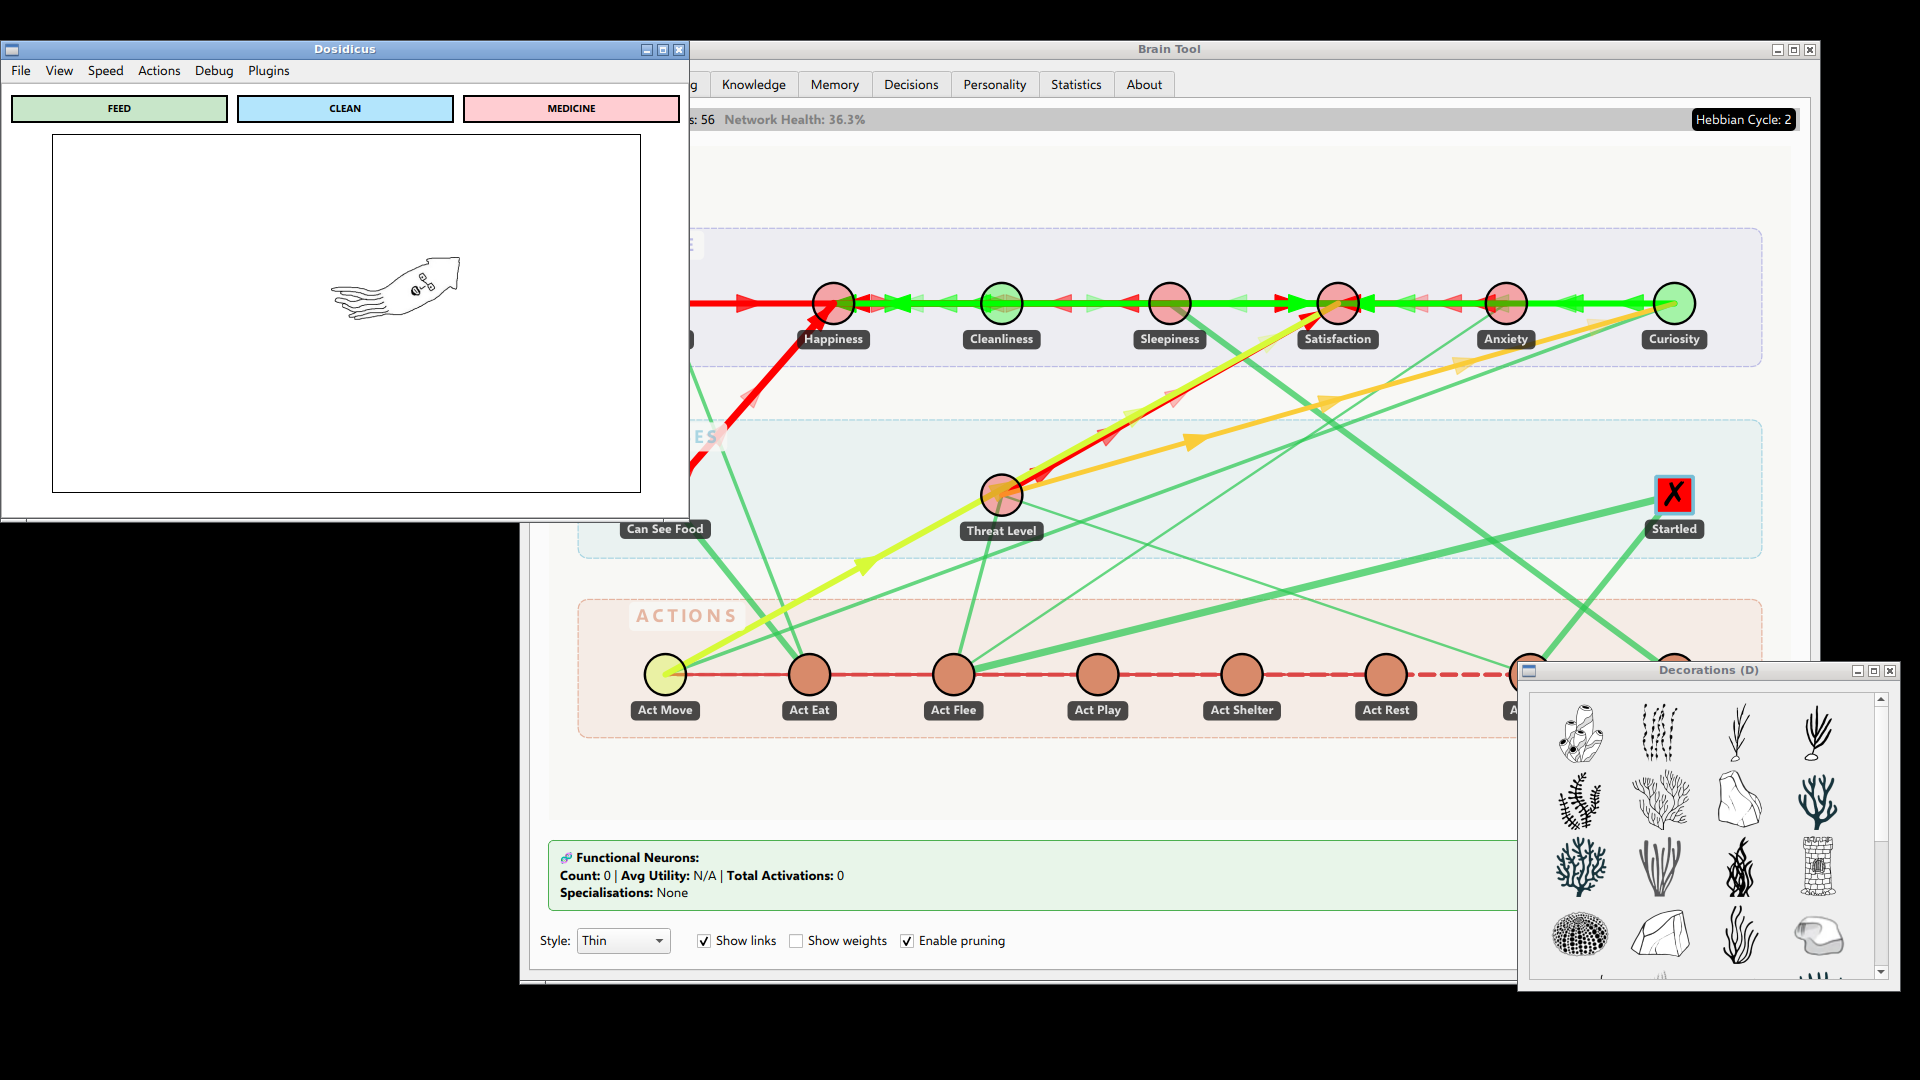 Dosidicus
File View Speed Actions Debug Plugins
FEED CLEAN MEDICINE
Brain Tool
g Knowledge Memory Decisions Personality Statistics About
s: 56 Network Health: 36.3% Hebbian Cycle: 2
E
Happiness Cleanliness Sleepiness Satisfaction Anxiety Curiosity
ES
X
Can See Food Threat Level Startled
ACTIONS
Act Move Act Eat Act Flee Act Play Act Shelter Act Rest A
Functional Neurons:
Count: 0 | Avg Utility: N/A | Total Activations: 0
Specialisations: None
Style: Thin Show links Show weights Enable pruning
Decorations (D)